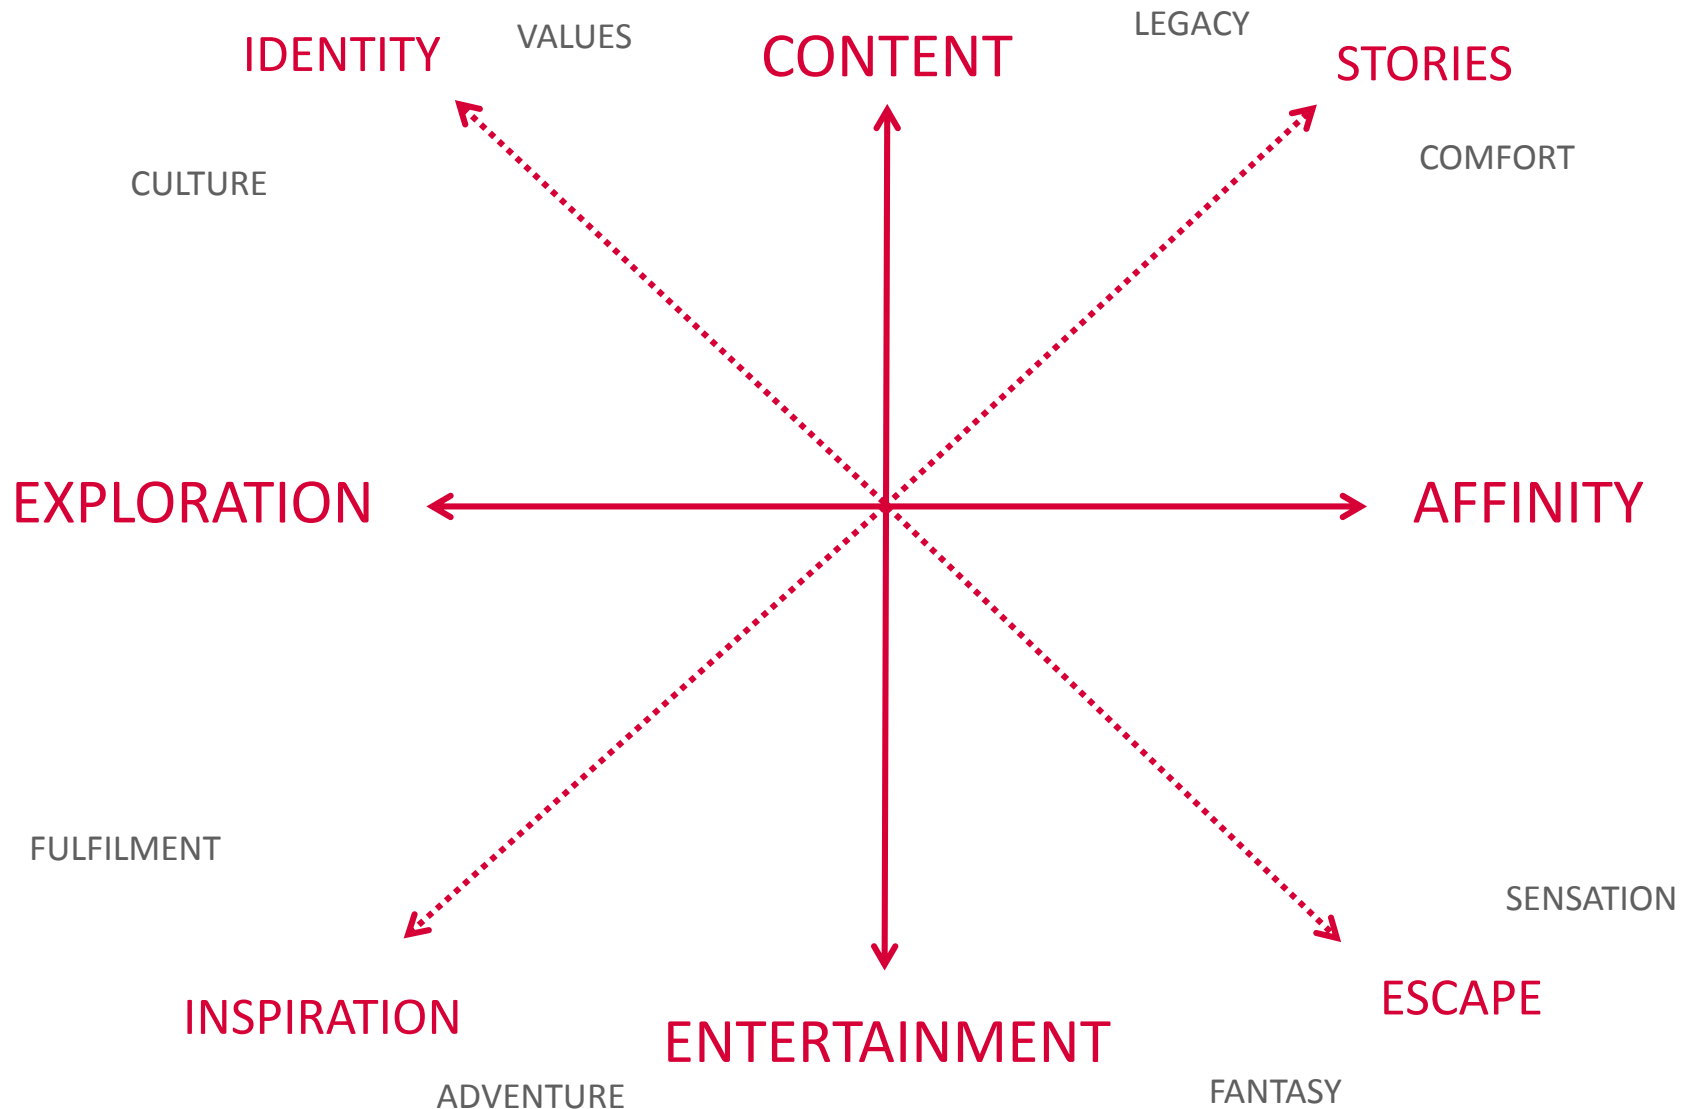 IDENTITY
VALUES
CONTENT
LEGACY
STORIES
CULTURE
COMFORT
EXPLORATION
AFFINITY
FULFILMENT
SENSATION
INSPIRATION
ENTERTAINMENT
ESCAPE
ADVENTURE
FANTASY